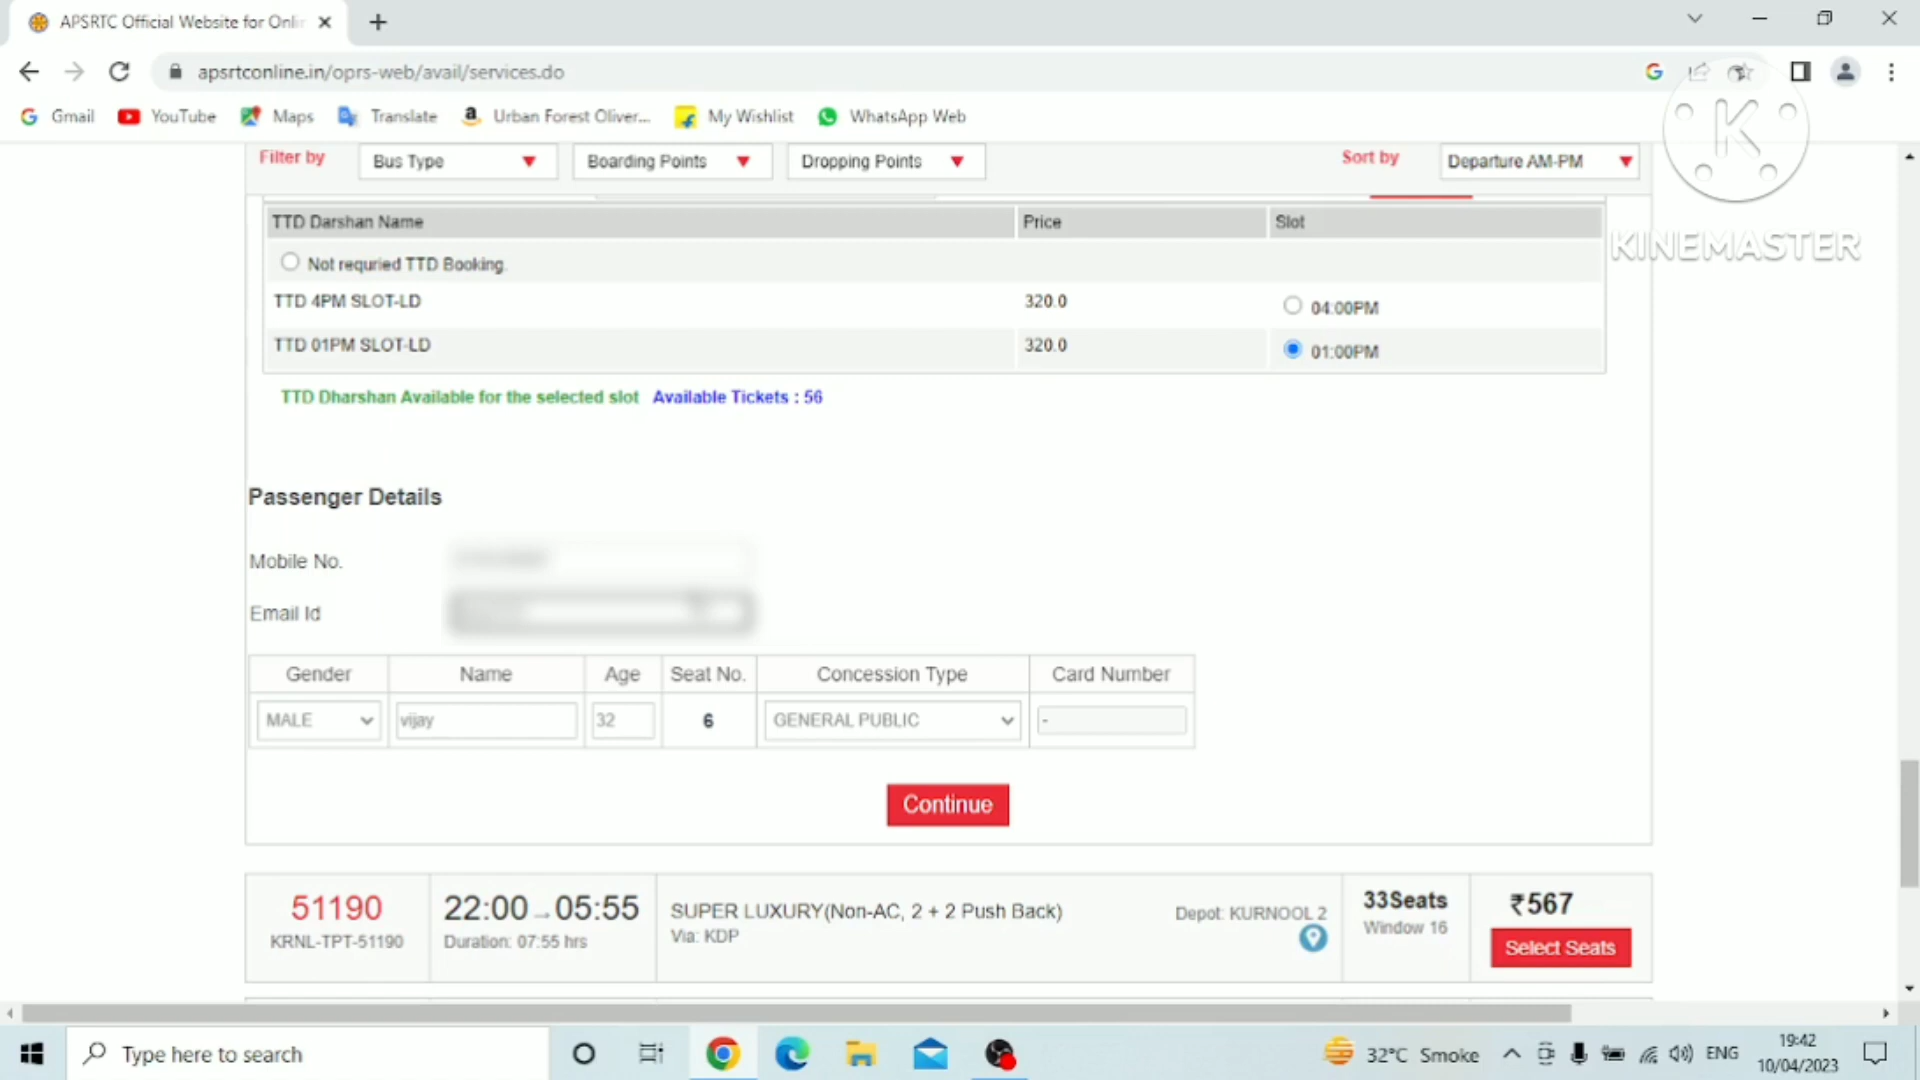 APSRTC Official Website for Onlin
apsrtconline.in/oprs-web/avail/services.do
Gmail YouTube Maps Translate Urban Forest Oliver... My Wishlist WhatsApp Web
Filter by Bus Type Boarding Points Dropping Points Sort by Departure AM-PM
KINEMASTER
TTD Darshan Name Price Slot
Not requried TTD Booking.
TTD 4PM SLOT-LD 320.0 04:00PM
TTD 01PM SLOT-LD 320.0 01:00PM
TTD Dharshan Available for the selected slot Available Tickets : 56
Passenger Details
Mobile No.
Email Id
Gender Name Age Seat No. Concession Type Card Number
MALE vijay 32 6 GENERAL PUBLIC -
Continue
51190 22:00 → 05:55 SUPER LUXURY(Non-AC, 2 + 2 Push Back) Depot: KURNOOL 2 33Seats ₹567
KRNL-TPT-51190 Duration: 07:55 hrs Via: KDP Window 16 Select Seats
Type here to search 32°C Smoke ENG 19:42
10/04/2023